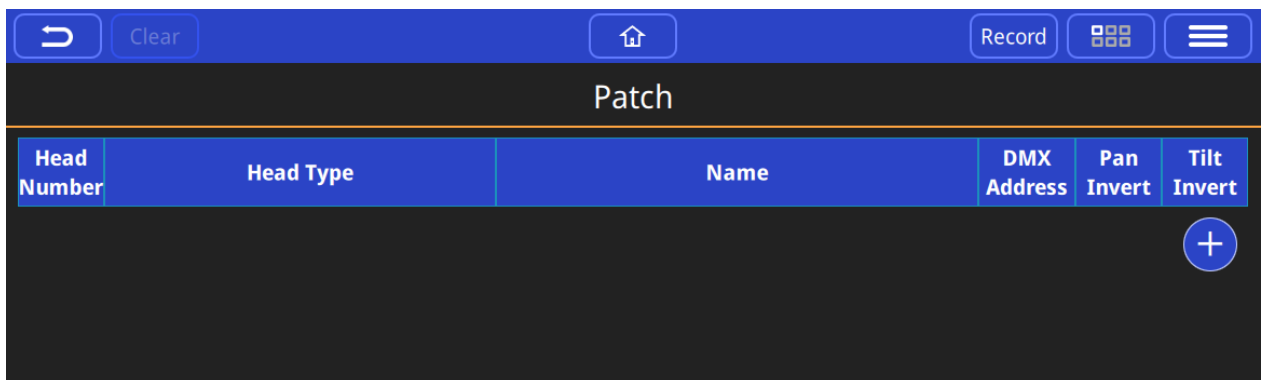 Clear
Record
Patch
Head Number
Head Type
Name
DMX Address
Pan Invert
Tilt Invert
+